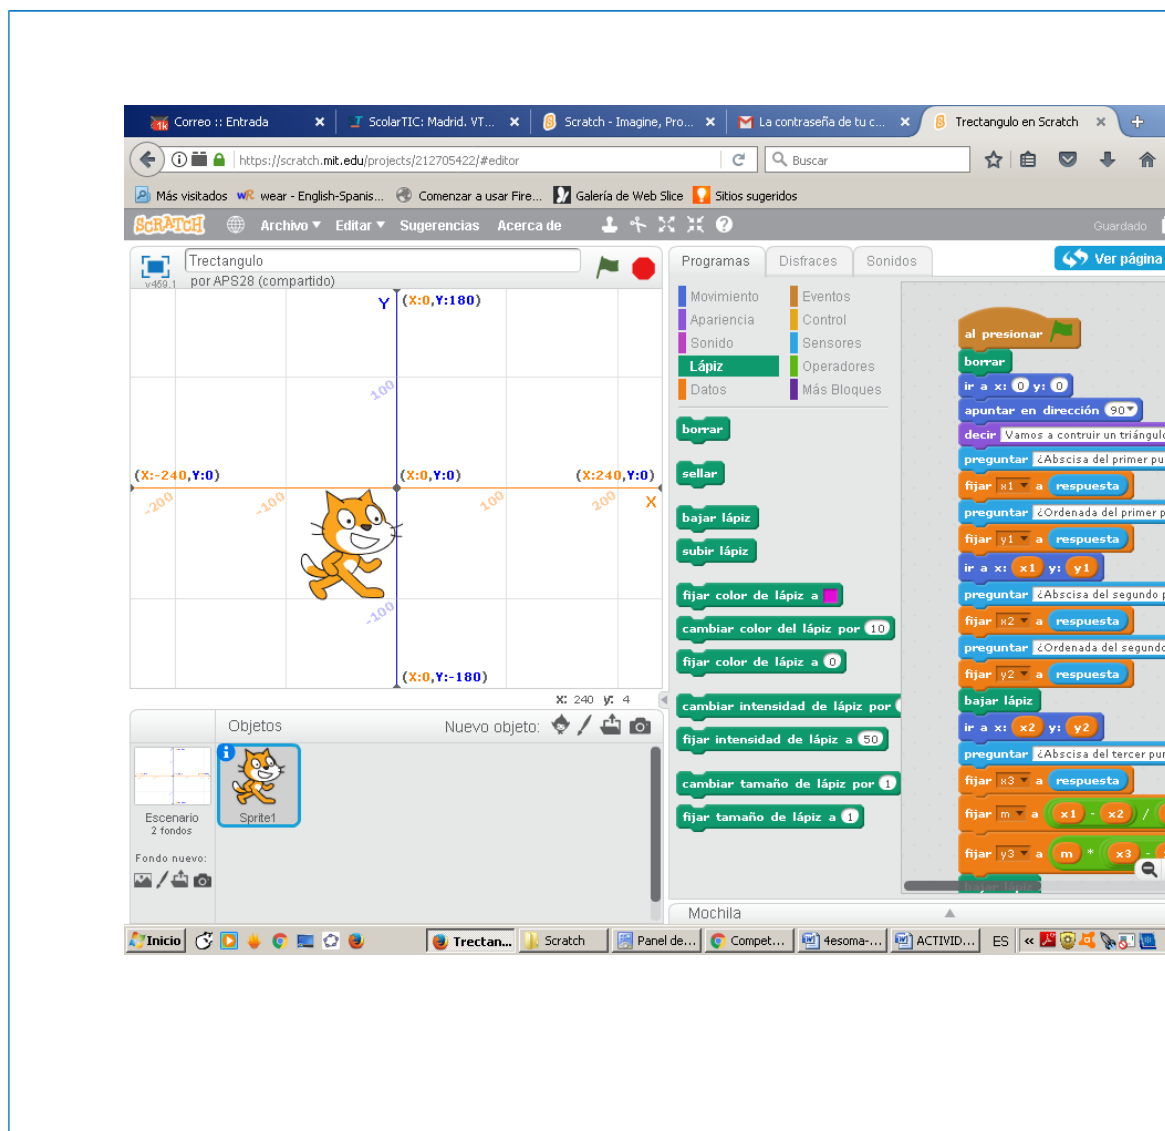 Correo :: Entrada
ScolarTIC: Madrid. VT...
Scratch - Imagine, Pro...
La contraseña de tu c...
Trectangulo en Scratch
https://scratch.mit.edu/projects/212705422/#editor
Buscar
Más visitados
wear - English-Spanis...
Comenzar a usar Fire...
Galería de Web Slice
Sitios sugeridos
SCRATCH
Archivo
Editar
Sugerencias
Acerca de
Guardado
Trectangulo
por APS28 (compartido)
v459.1
Programas
Disfraces
Sonidos
Ver página
Y
(X:0,Y:180)
100
(X:-240,Y:0)
(X:0,Y:0)
(X:240,Y:0)
-200
-100
100
200
X
-100
(X:0,Y:-180)
x: 240 y: 4
Movimiento
Apariencia
Sonido
Lápiz
Datos
Eventos
Control
Sensores
Operadores
Más Bloques
borrar
sellar
bajar lápiz
subir lápiz
fijar color de lápiz a
cambiar color del lápiz por 10
fijar color de lápiz a 0
cambiar intensidad de lápiz por
fijar intensidad de lápiz a 50
cambiar tamaño de lápiz por 1
fijar tamaño de lápiz a 1
al presionar
borrar
ir a x: 0 y: 0
apuntar en dirección 90
decir Vamos a contruir un triángulo
preguntar ¿Abscisa del primer pu
fijar x1 a respuesta
preguntar ¿Ordenada del primer p
fijar y1 a respuesta
ir a x: x1 y: y1
preguntar ¿Abscisa del segundo p
fijar x2 a respuesta
preguntar ¿Ordenada del segundo
fijar y2 a respuesta
bajar lápiz
ir a x: x2 y: y2
preguntar ¿Abscisa del tercer pun
fijar x3 a respuesta
fijar m a x1 - x2 /
fijar y3 a m * x3 -
bajar lápiz
Objetos
Nuevo objeto:
Escenario
2 fondos
Sprite1
Fondo nuevo:
Mochila
Inicio
Trectan...
Scratch
Panel de...
Compet...
4esoma-...
ACTIVID...
ES
«